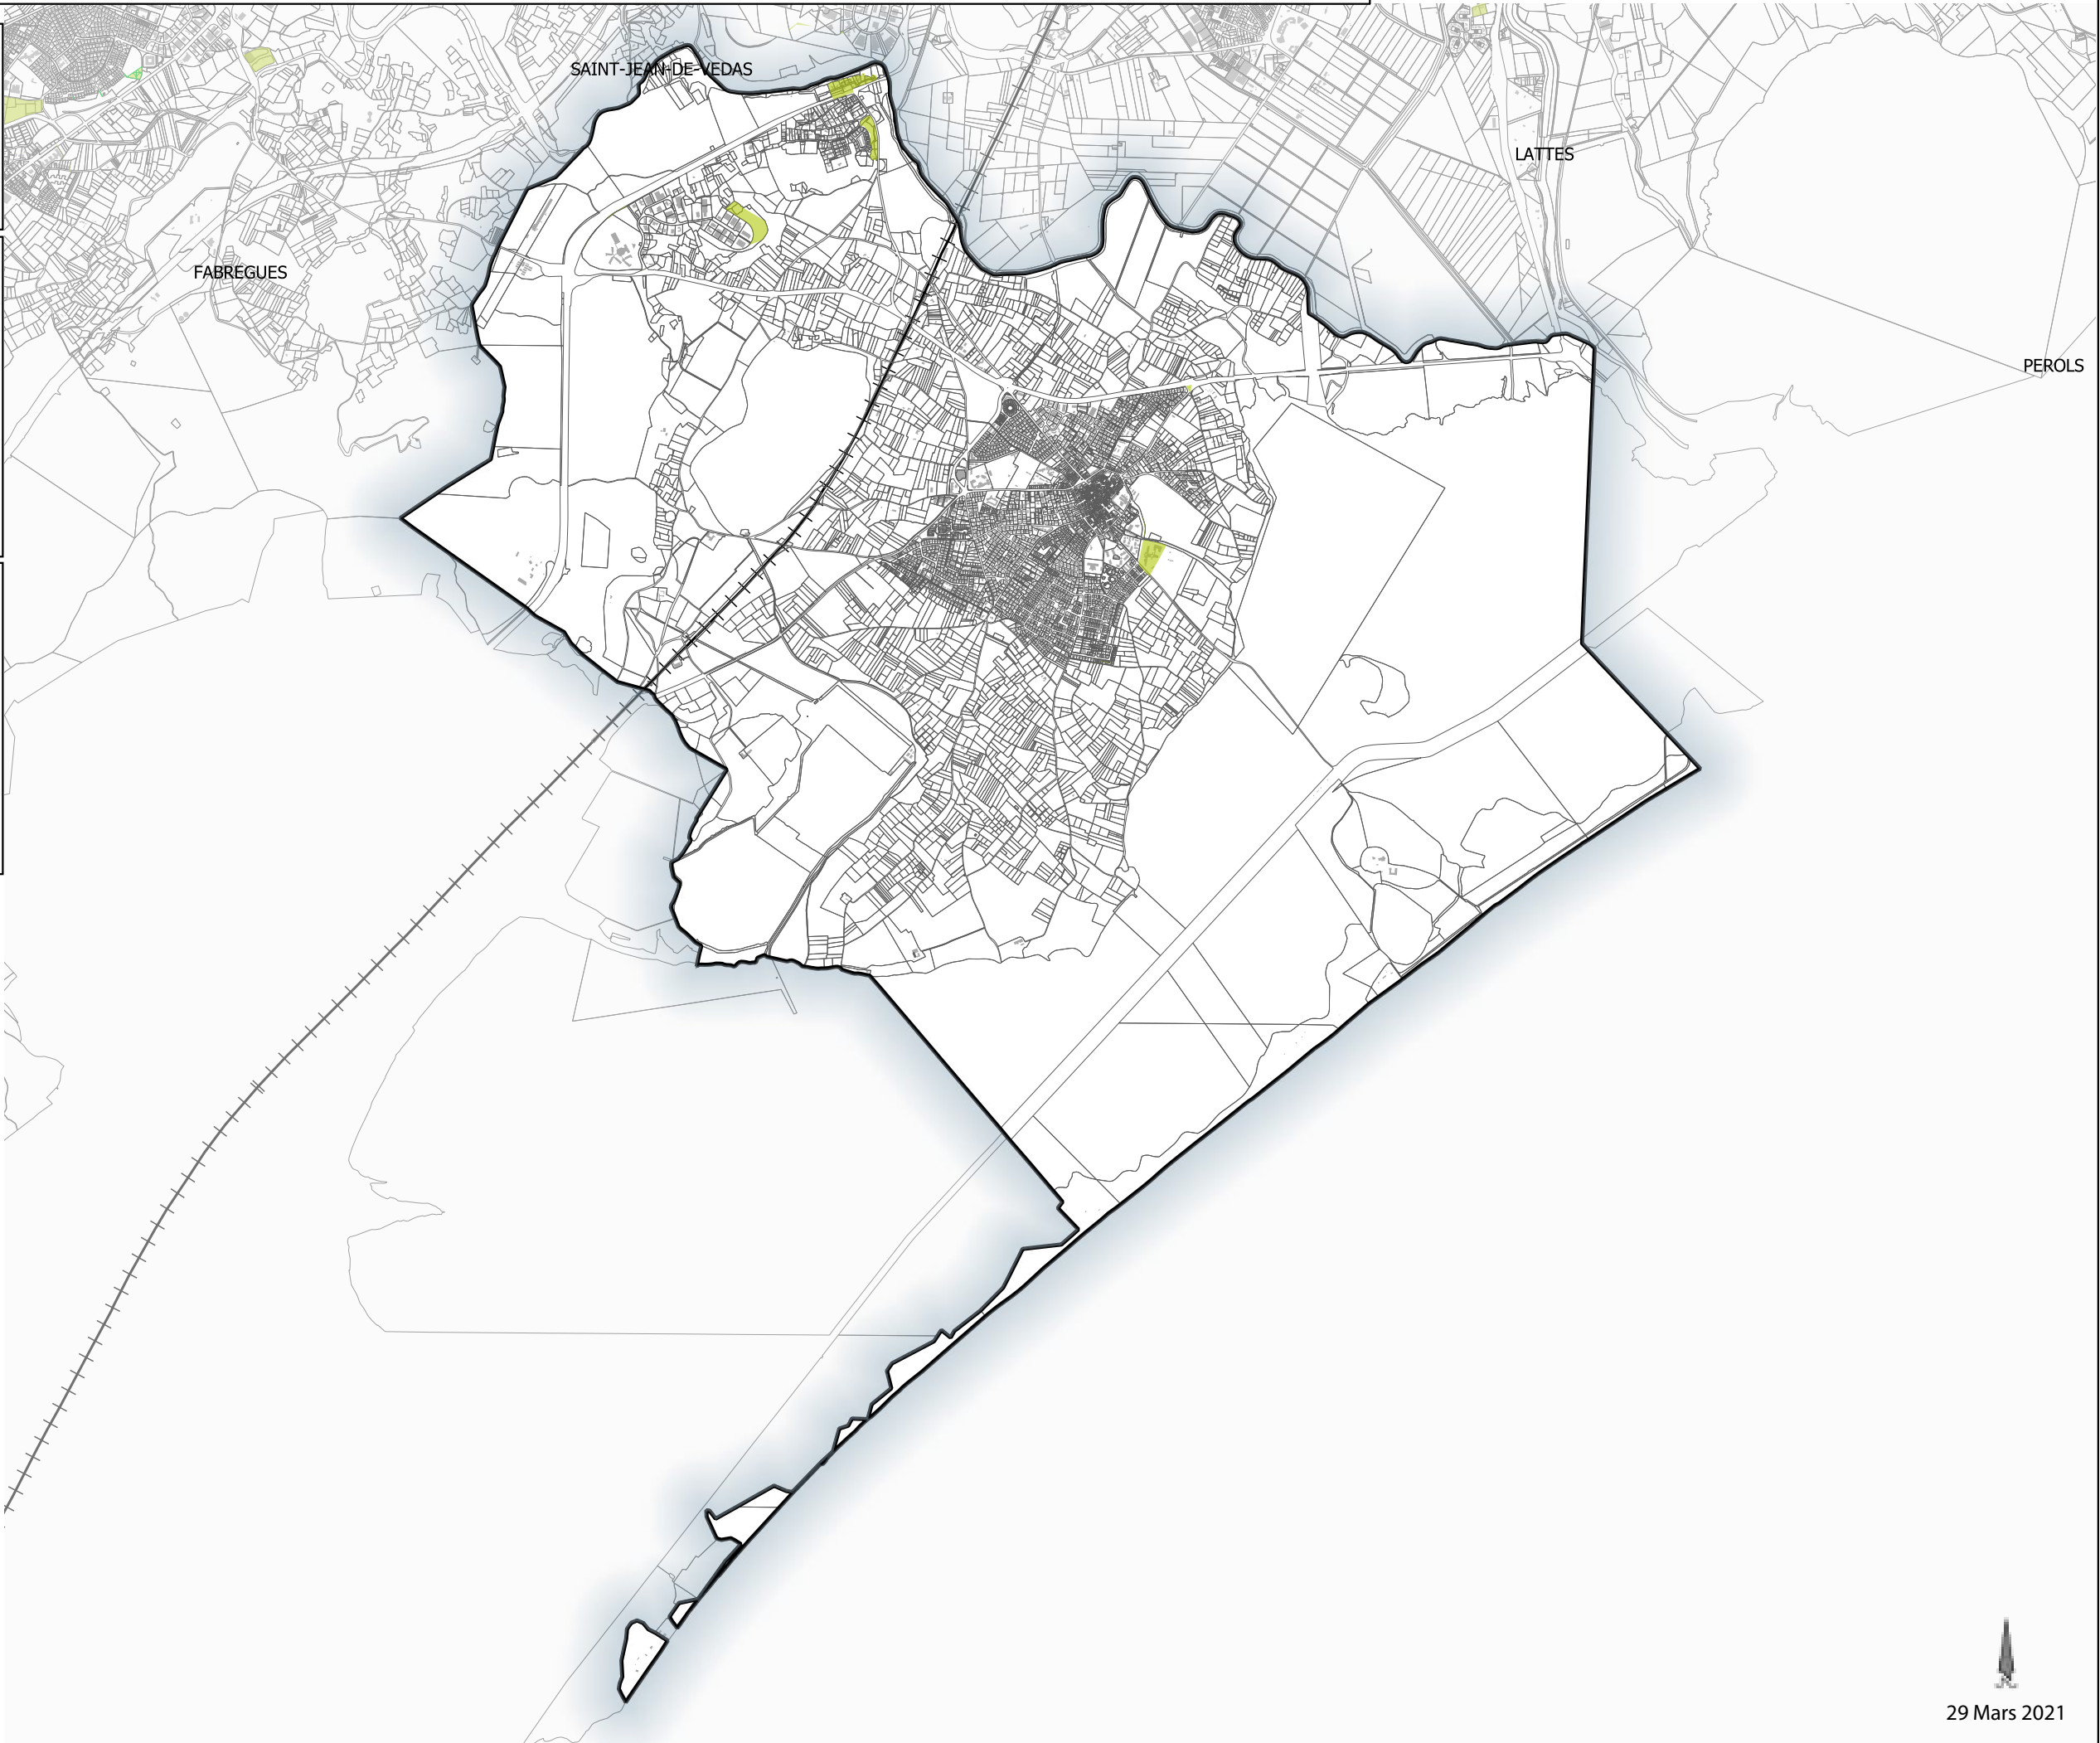 SAINT-JEAN-DE-VEDAS
LATTES
FABREGUES
PEROLS
29 Mars 2021